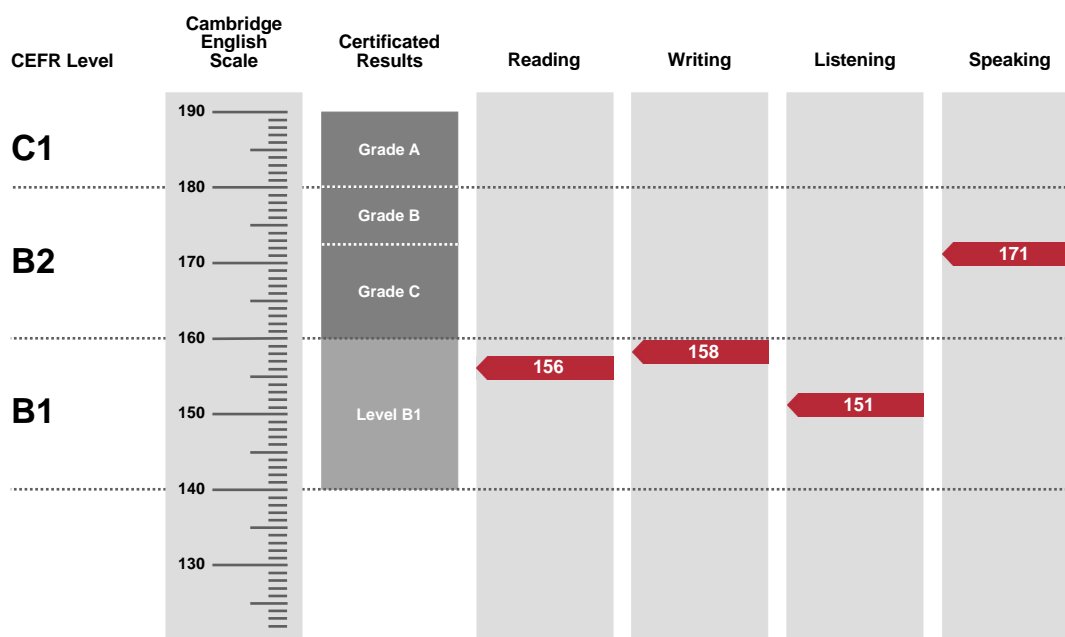 CEFR Level
Cambridge
English
Scale
Certificated
Results
Reading
Writing
Listening
Speaking
C1
B2
B1
190
180
170
160
150
140
130
Grade A
Grade B
Grade C
Level B1
156
158
151
171